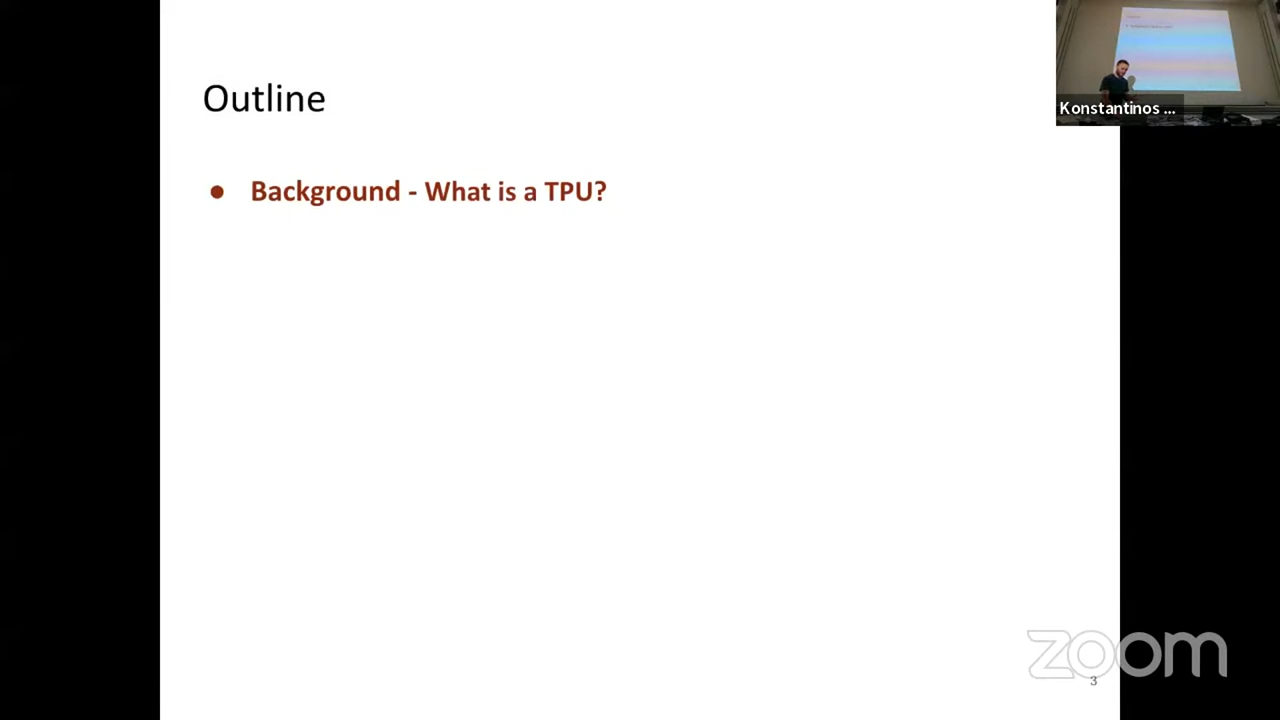 Outline
Konstantinos ...
● Background - What is a TPU?
zoom
3